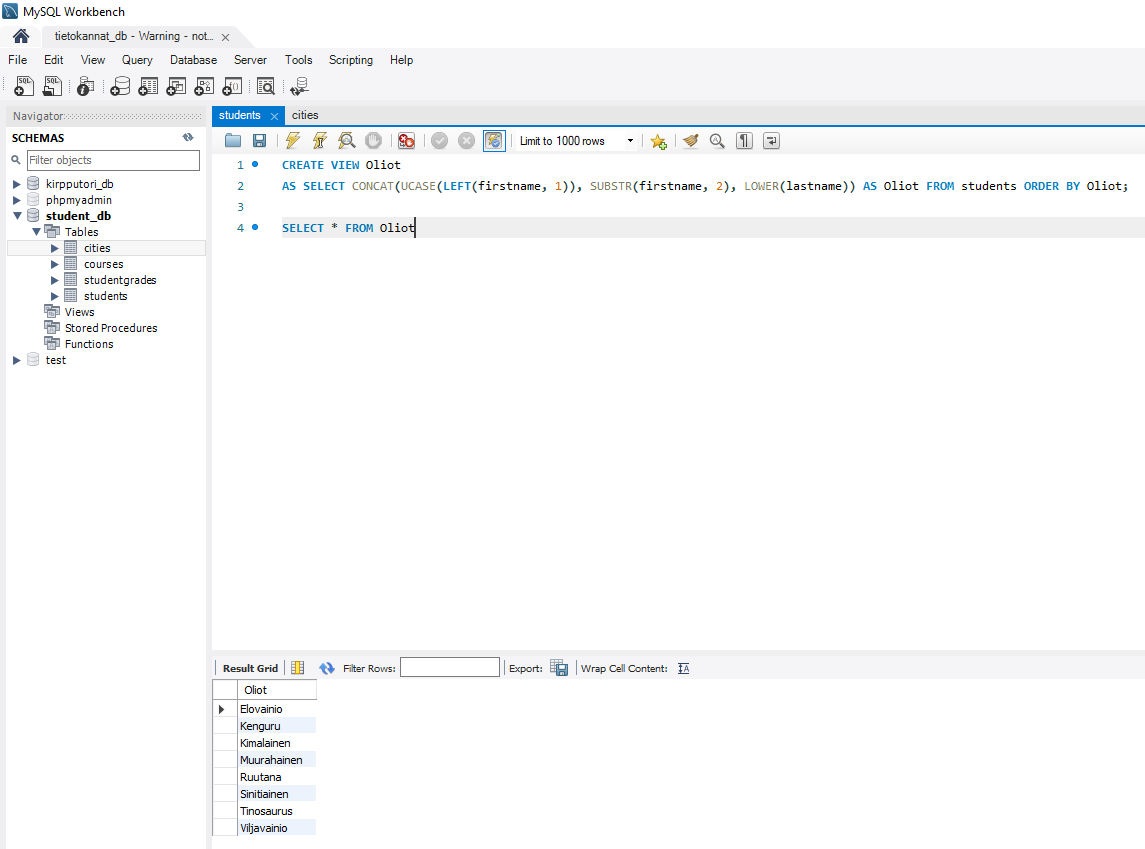 MySQL Workbench
tietokannat_db - Warning - not...
File Edit View Query Database Server Tools Scripting Help
Navigator
SCHEMAS
Filter objects
kirpputori_db
phpmyadmin
student_db
Tables
cities
courses
studentgrades
students
Views
Stored Procedures
Functions
test
students cities
Limit to 1000 rows
1 CREATE VIEW Oliot
2 AS SELECT CONCAT(UCASE(LEFT(firstname, 1)), SUBSTR(firstname, 2), LOWER(lastname)) AS Oliot FROM students ORDER BY Oliot;
3
4 SELECT * FROM Oliot
Result Grid Filter Rows: Export: Wrap Cell Content:
Oliot
Elovainio
Kenguru
Kimalainen
Muurahainen
Ruutana
Sinitiainen
Tinosaurus
Viljavainio